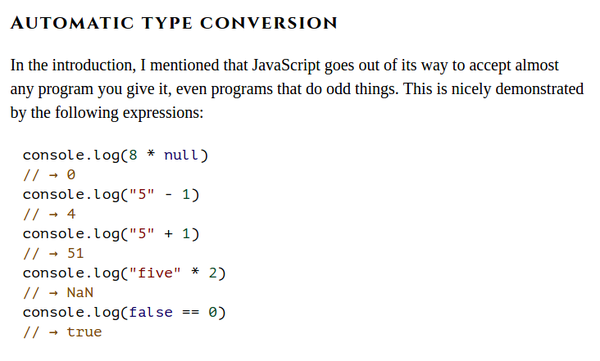 AUTOMATIC TYPE CONVERSION
In the introduction, I mentioned that JavaScript goes out of its way to accept almost
any program you give it, even programs that do odd things. This is nicely demonstrated
by the following expressions:
console.log(8 * null)
// → 0
console.log("5" - 1)
// → 4
console.log("5" + 1)
// → 51
console.log("five" * 2)
// → NaN
console.log(false == 0)
// → true